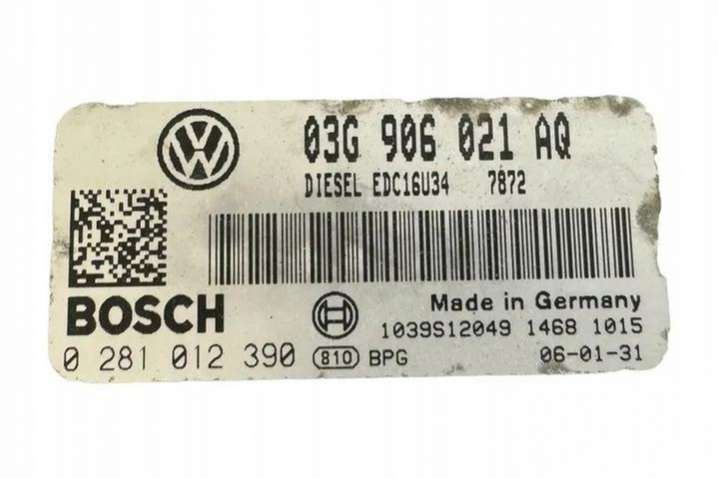 03G 906 021 AQ
DIESEL EDC16U34 7872
BOSCH
Made in Germany
1039S12049 1468 1015
0 281 012 390 810 BPG 06-01-31